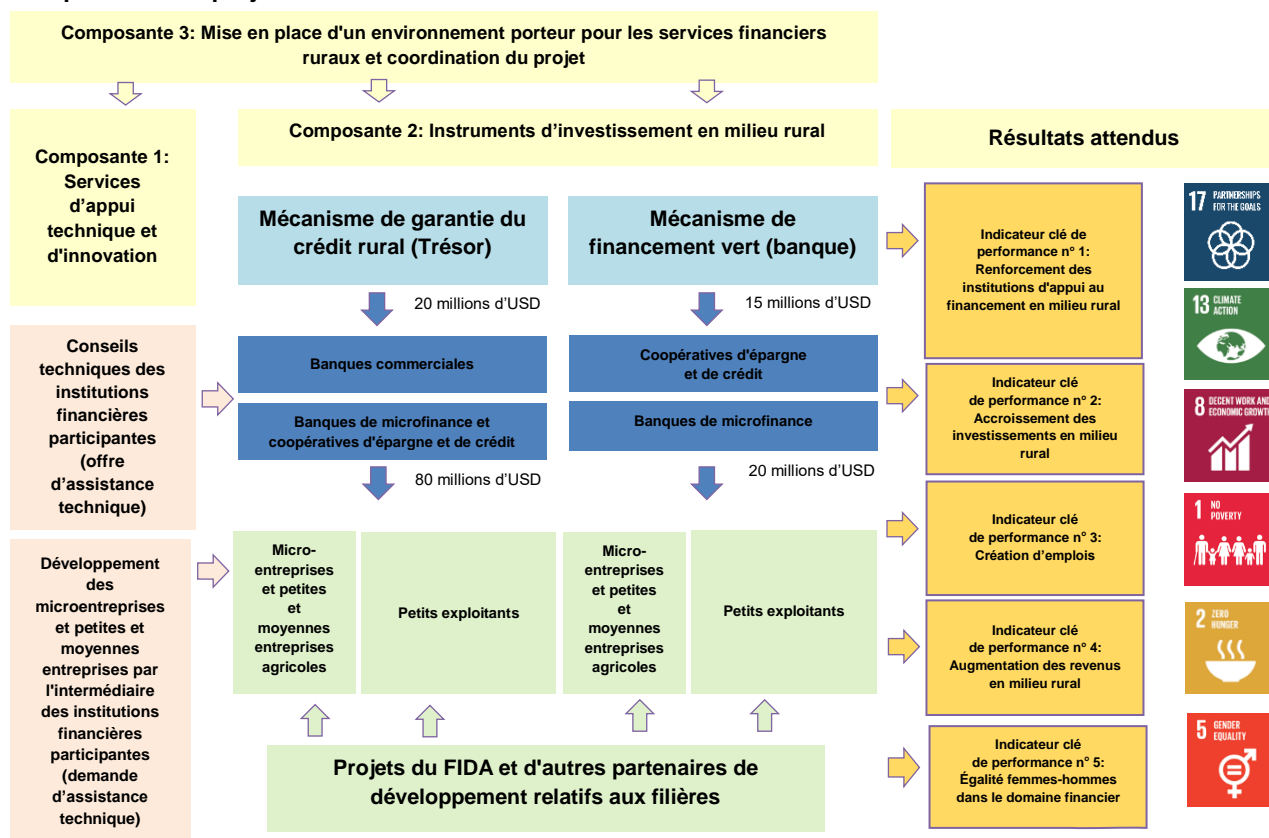 Composante 3: Mise en place d'un environnement porteur pour les services financiers
ruraux et coordination du projet
Composante 1:
Services
d'appui
technique et
d'innovation
Composante 2: Instruments d'investissement en milieu rural
Résultats attendus
Mécanisme de garantie du
crédit rural (Trésor)
Mécanisme de
financement vert (banque)
20 millions d'USD
15 millions d'USD
Conseils
techniques des
institutions
financières
participantes
(offre
d'assistance
technique)
Banques commerciales
Banques de microfinance et
coopératives d'épargne et de crédit
Coopératives d'épargne
et de crédit
Banques de microfinance
80 millions d'USD
20 millions d'USD
Développement
des
microentreprises
et petites et
moyennes
entreprises par
l'intermédiaire
des institutions
financières
participantes
(demande
d'assistance
technique)
Micro-
entreprises
et petites
et
moyennes
entreprises
agricoles
Petits exploitants
Micro-
entreprises
et petites
et
moyennes
entreprises
agricoles
Petits exploitants
Projets du FIDA et d'autres partenaires de
développement relatifs aux filières
Indicateur clé de
performance n° 1:
Renforcement des
institutions d'appui au
financement en milieu rural
Indicateur clé
de performance n° 2:
Accroissement des
investissements en milieu
rural
Indicateur clé
de performance n° 3:
Création d'emplois
Indicateur clé
de performance n° 4:
Augmentation des revenus
en milieu rural
Indicateur clé
de performance n° 5:
Égalité femmes-hommes
dans le domaine financier
17 PARTNERSHIPS
FOR THE GOALS
13 CLIMATE
ACTION
8 DECENT WORK AND
ECONOMIC GROWTH
1 NO
POVERTY
2 ZERO
HUNGER
5 GENDER
EQUALITY